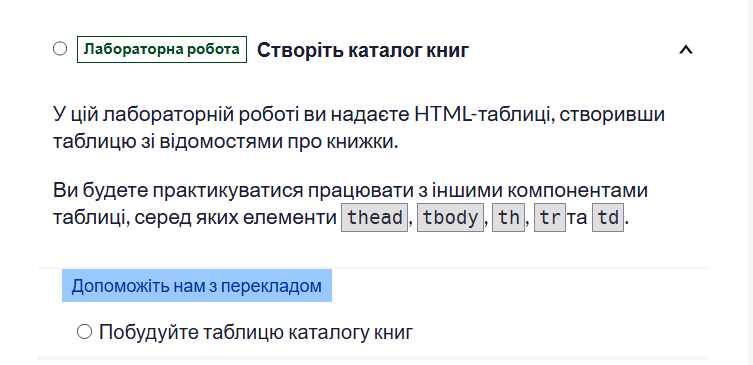 Лабораторна робота Створіть каталог книг
У цій лабораторній роботі ви надаєте HTML-таблиці, створивши
таблицю зі відомостями про книжки.
Ви будете практикуватися працювати з іншими компонентами
таблиці, серед яких елементи thead, tbody, th, tr та td.
Допоможіть нам з перекладом
Побудуйте таблицю каталогу книг